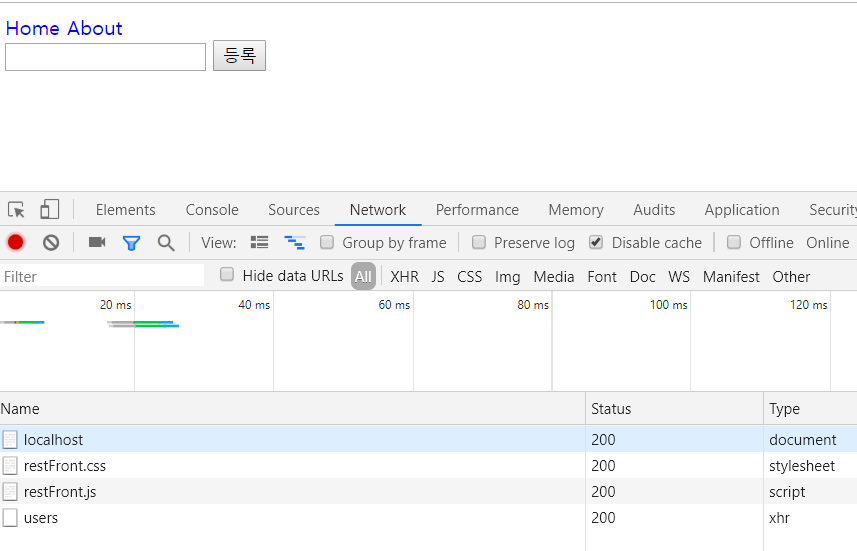 Home About
등록
Elements Console Sources Network Performance Memory Audits Application Security
View: Group by frame Preserve log Disable cache Offline Online
Filter Hide data URLs All XHR JS CSS Img Media Font Doc WS Manifest Other
20 ms 40 ms 60 ms 80 ms 100 ms 120 ms
Name Status Type
localhost 200 document
restFront.css 200 stylesheet
restFront.js 200 script
users 200 xhr